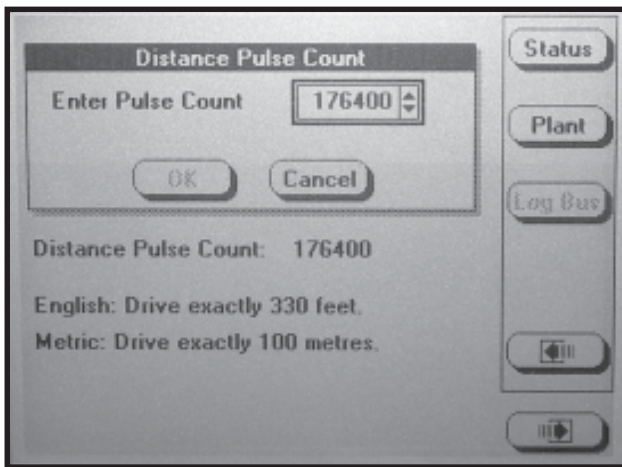 Distance Pulse Count
Enter Pulse Count 176400
OK Cancel
Distance Pulse Count: 176400
English: Drive exactly 330 feet.
Metric: Drive exactly 100 metres.
Status
Plant
Log Bus